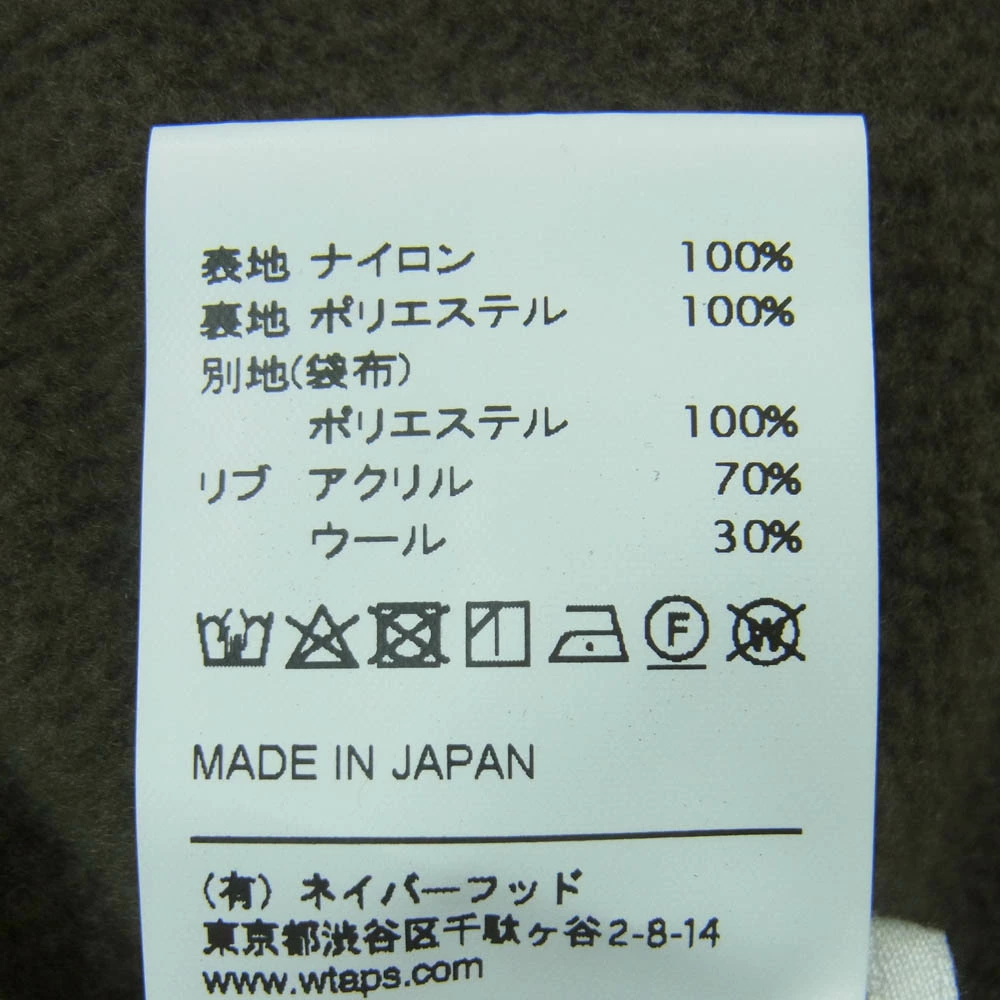 表地 ナイロン 100%
裏地 ポリエステル 100%
別地(袋布)
ポリエステル 100%
リブ アクリル 70%
ウール 30%
F W
MADE IN JAPAN
(有) ネイバーフッド
東京都渋谷区千駄ヶ谷2-8-14
www.wtaps.com